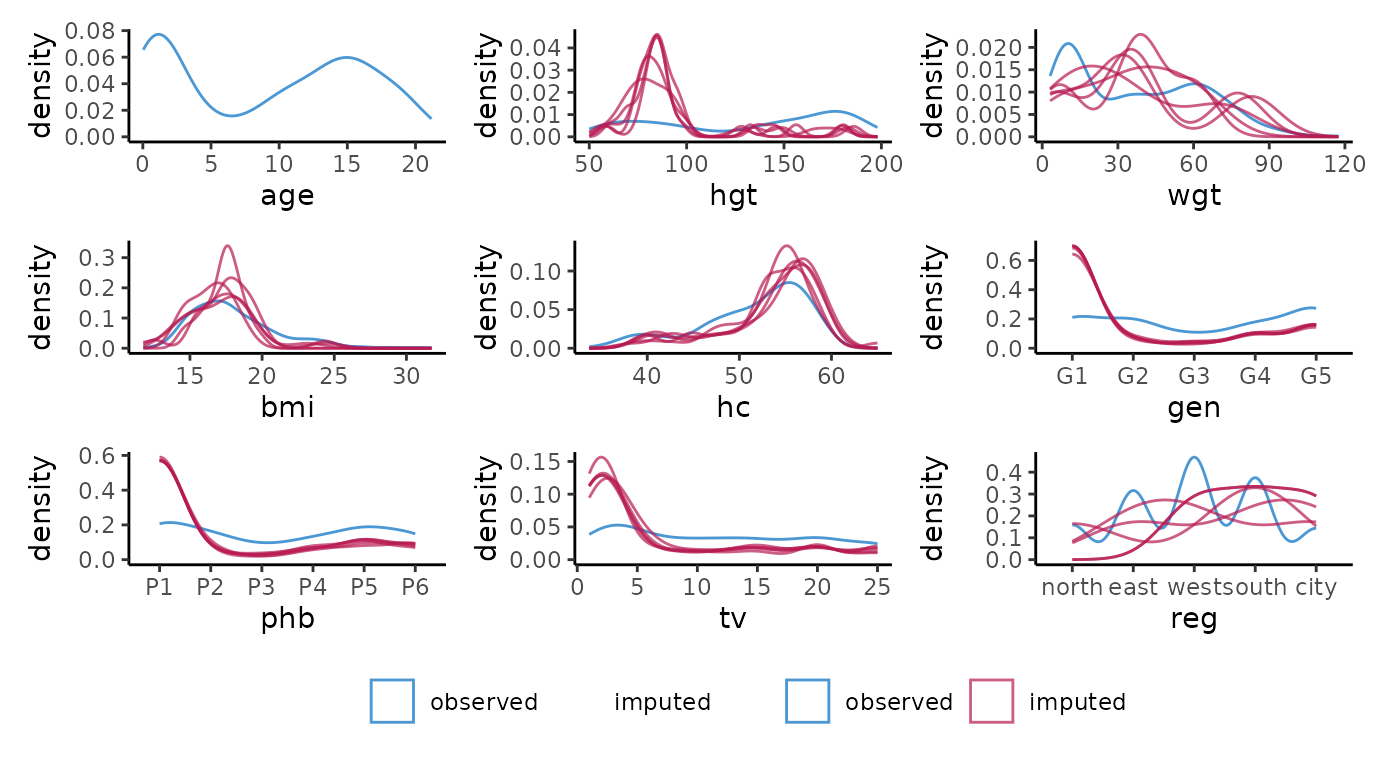 density
0.08
0.06
0.04
0.02
0.00
0 5 10 15 20
age
density
0.04
0.03
0.02
0.01
0.00
50 100 150 200
hgt
density
0.020
0.015
0.010
0.005
0.000
0 30 60 90 120
wgt
density
0.3
0.2
0.1
0.0
15 20 25 30
bmi
density
0.10
0.05
0.00
40 50 60
hc
density
0.6
0.4
0.2
0.0
G1 G2 G3 G4 G5
gen
density
0.6
0.4
0.2
0.0
P1 P2 P3 P4 P5 P6
phb
density
0.15
0.10
0.05
0.00
0 5 10 15 20 25
tv
density
0.4
0.3
0.2
0.1
0.0
north east west south city
reg
observed imputed observed imputed